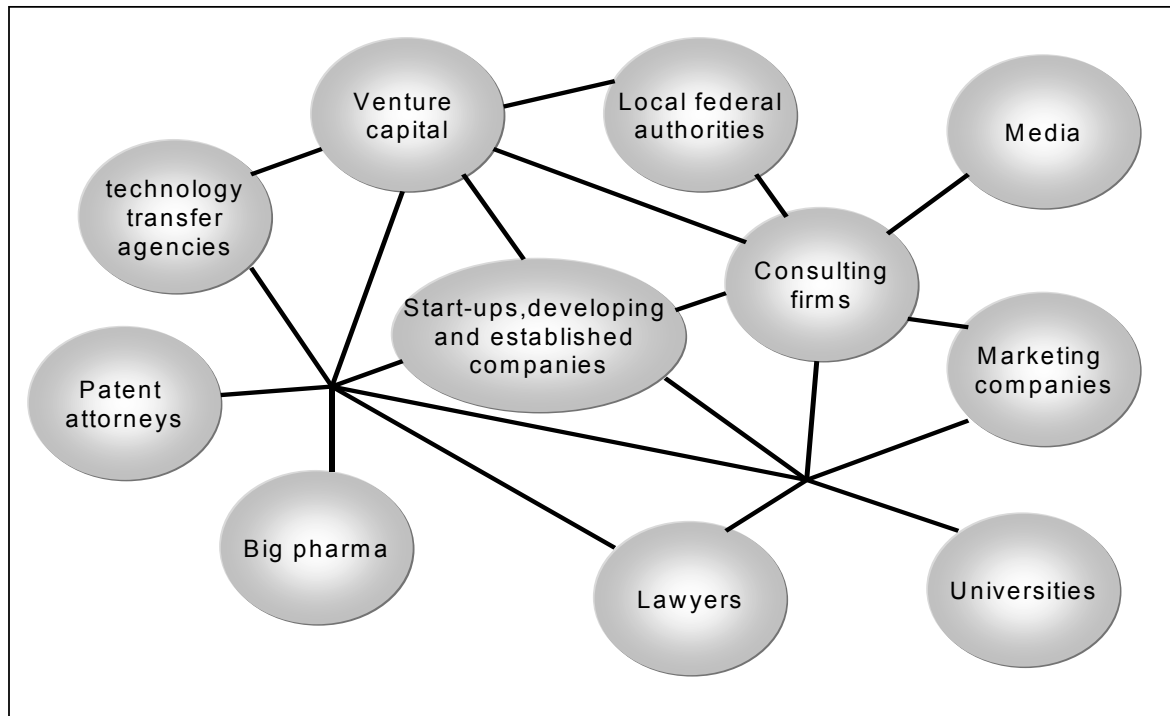 Venture
capital
Local federal
authorities
Media
technology
transfer
agencies
Consulting
firms
Start-ups,developing
and established
companies
Marketing
companies
Patent
attorneys
Big pharma
Lawyers
Universities